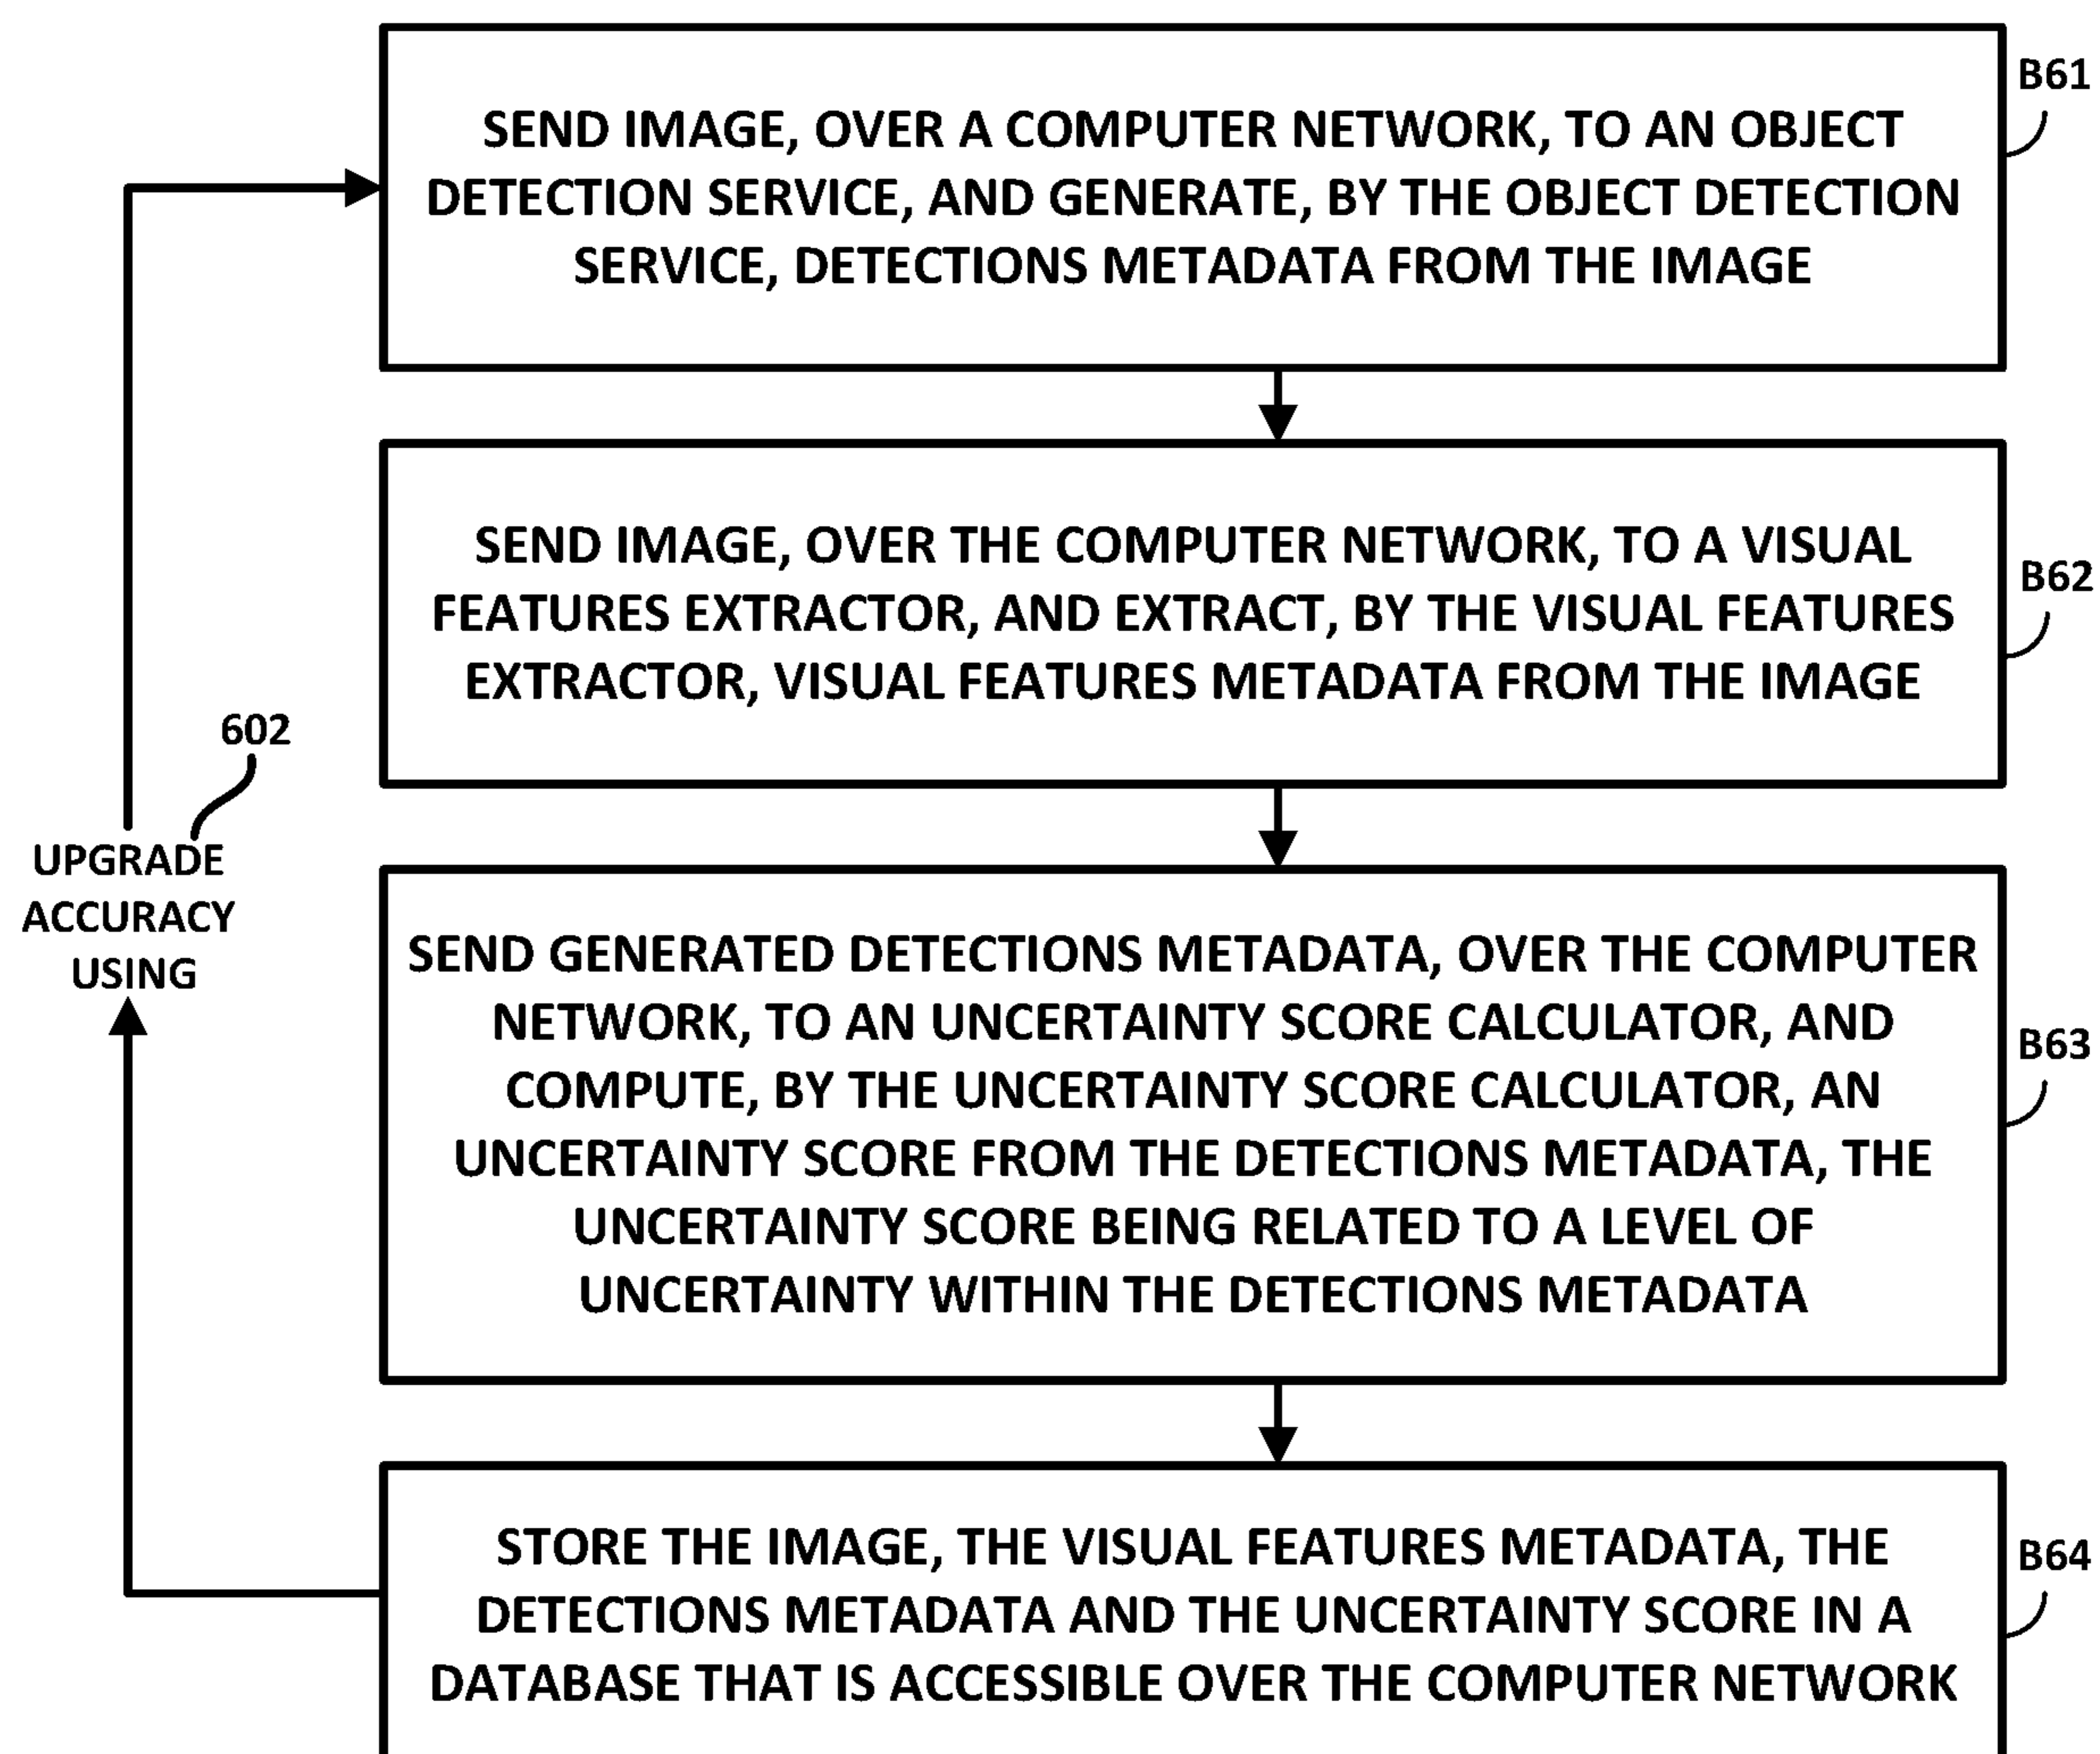 SEND IMAGE, OVER A COMPUTER NETWORK, TO AN OBJECT
DETECTION SERVICE, AND GENERATE, BY THE OBJECT DETECTION
SERVICE, DETECTIONS METADATA FROM THE IMAGE
B61
SEND IMAGE, OVER THE COMPUTER NETWORK, TO A VISUAL
FEATURES EXTRACTOR, AND EXTRACT, BY THE VISUAL FEATURES
EXTRACTOR, VISUAL FEATURES METADATA FROM THE IMAGE
B62
602
UPGRADE
ACCURACY
USING
SEND GENERATED DETECTIONS METADATA, OVER THE COMPUTER
NETWORK, TO AN UNCERTAINTY SCORE CALCULATOR, AND
COMPUTE, BY THE UNCERTAINTY SCORE CALCULATOR, AN
UNCERTAINTY SCORE FROM THE DETECTIONS METADATA, THE
UNCERTAINTY SCORE BEING RELATED TO A LEVEL OF
UNCERTAINTY WITHIN THE DETECTIONS METADATA
B63
STORE THE IMAGE, THE VISUAL FEATURES METADATA, THE
DETECTIONS METADATA AND THE UNCERTAINTY SCORE IN A
DATABASE THAT IS ACCESSIBLE OVER THE COMPUTER NETWORK
B64